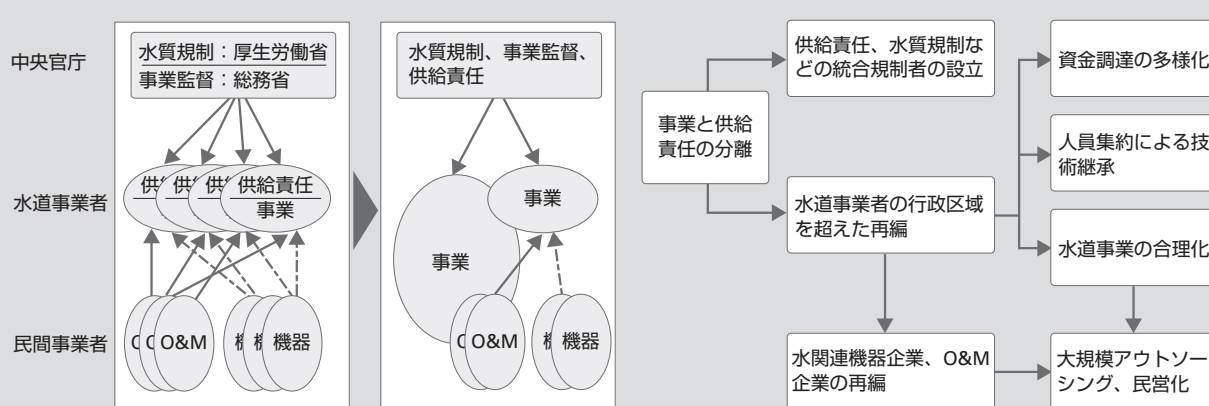 中央官庁
水道事業者
民間事業者
水質規制：厚生労働省
事業監督：総務省
供
供
供
供給責任
事業
O
O&M
機
機
機器
水質規制、事業監督、
供給責任
事業
事業
O&M
機
機器
事業と供給
責任の分離
供給責任、水質規制な
どの統合規制者の設立
水道事業者の行政区域
を超えた再編
水関連機器企業、O&M
企業の再編
資金調達の多様化
人員集約による技
術継承
水道事業の合理化
大規模アウトソー
シング、民営化